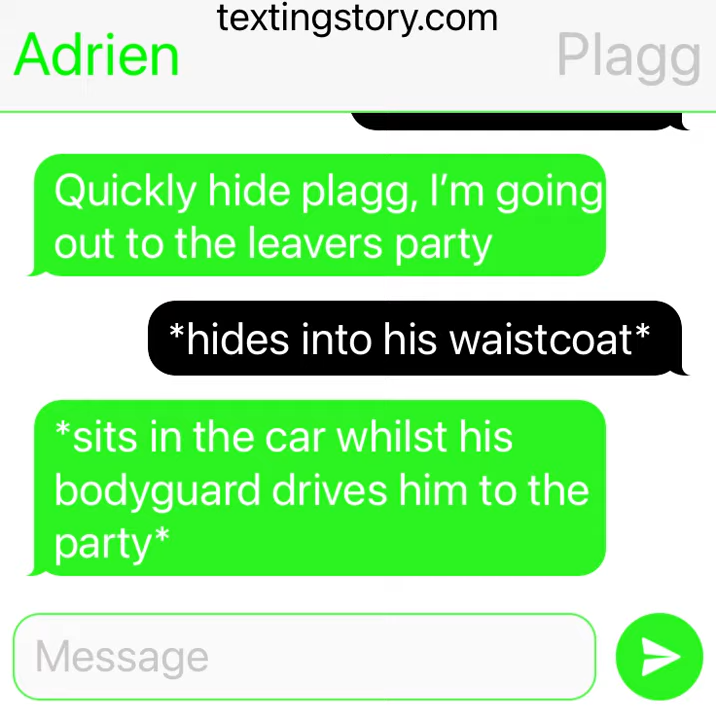 textingstory.com
Adrien
Plagg
Quickly hide plagg, I'm going
out to the leavers party
*hides into his waistcoat*
*sits in the car whilst his
bodyguard drives him to the
party*
Message